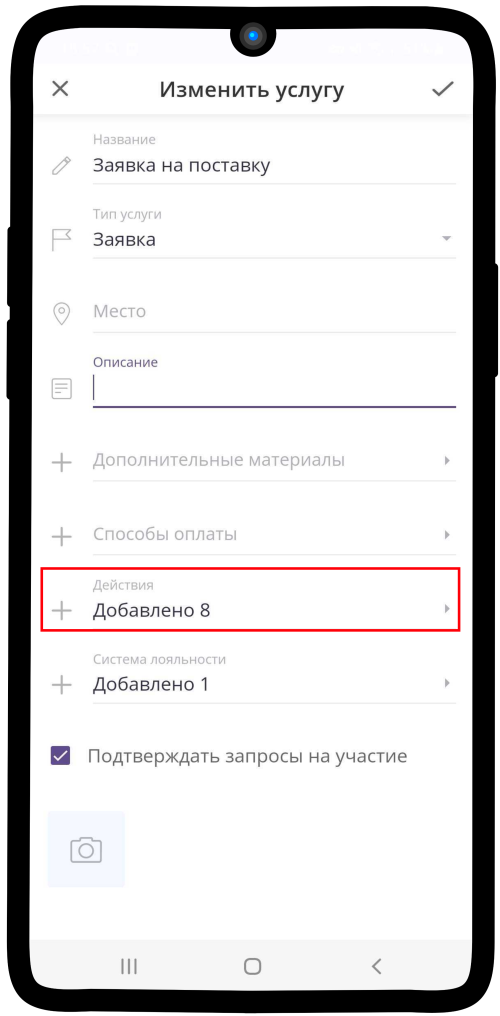 Изменить услугу
Название
Заявка на поставку
Тип услуги
Заявка
Место
Описание
Дополнительные материалы
Способы оплаты
Действия
Добавлено 8
Система лояльности
Добавлено 1
Подтверждать запросы на участие